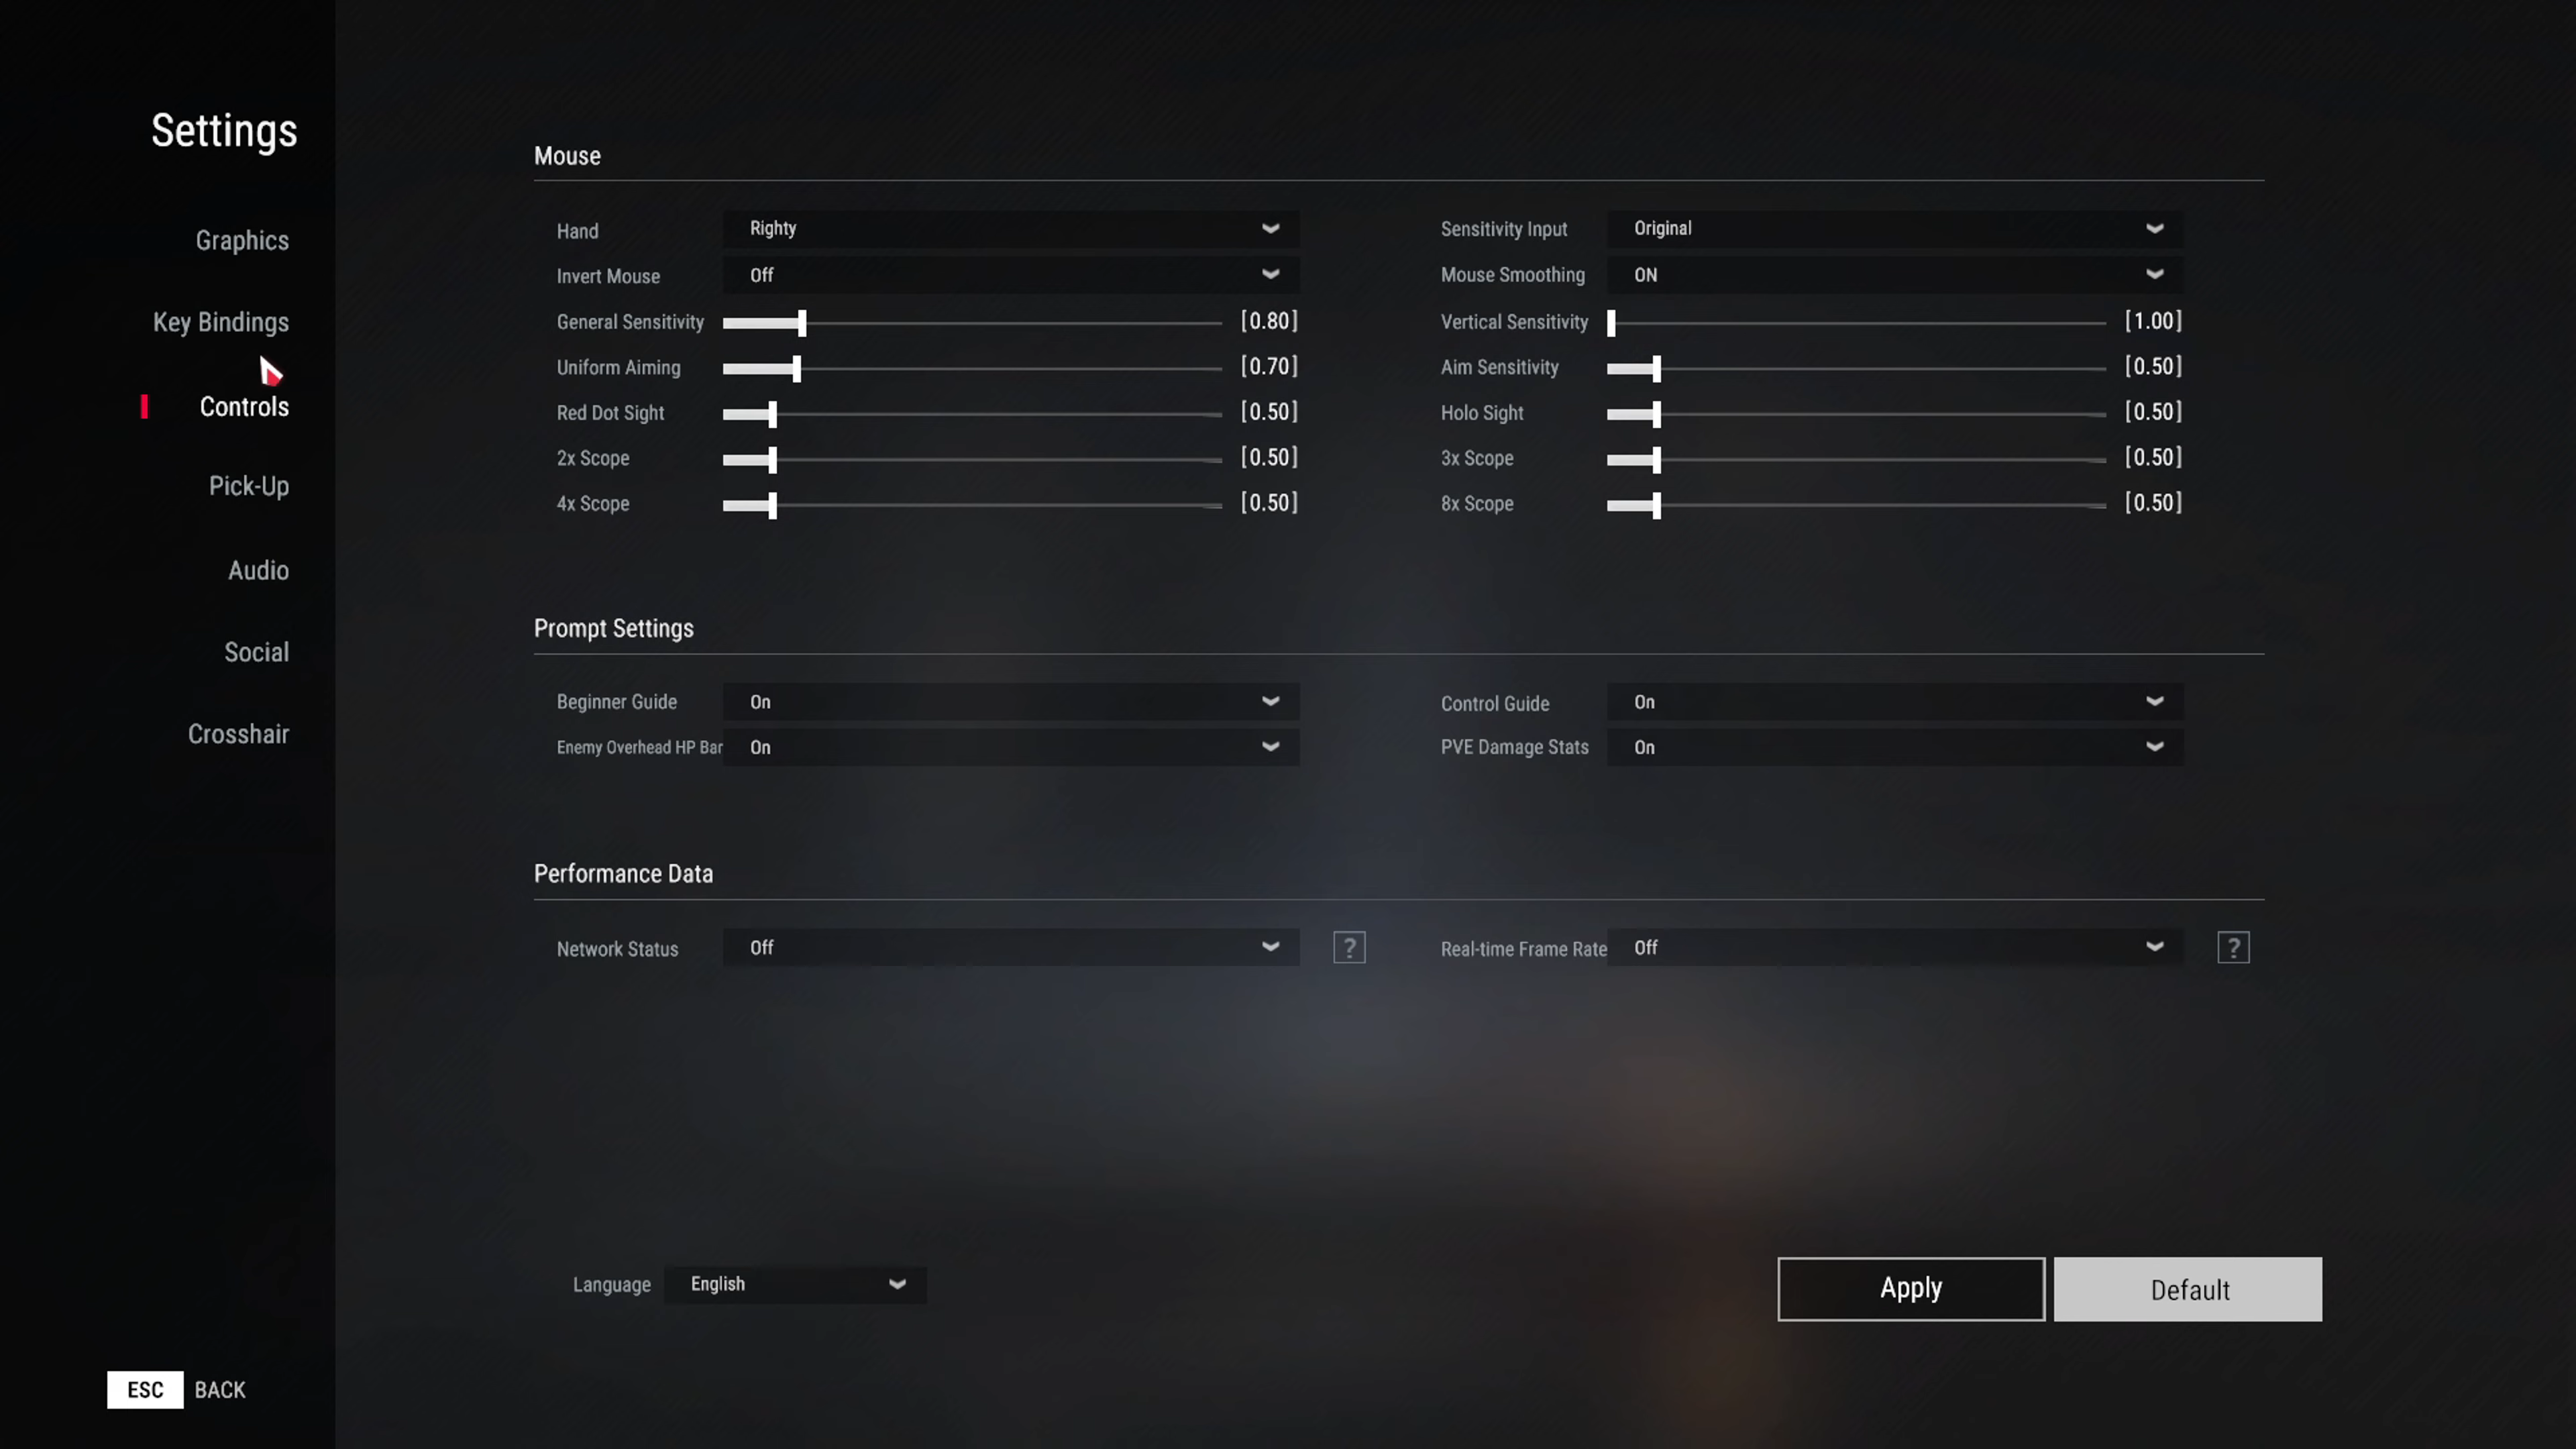 Settings
Graphics
Key Bindings
Controls
Pick-Up
Audio
Social
Crosshair
Mouse
Hand Righty Sensitivity Input Original
Invert Mouse Off Mouse Smoothing ON
General Sensitivity [0.80] Vertical Sensitivity [1.00]
Uniform Aiming [0.70] Aim Sensitivity [0.50]
Red Dot Sight [0.50] Holo Sight [0.50]
2x Scope [0.50] 3x Scope [0.50]
4x Scope [0.50] 8x Scope [0.50]
Prompt Settings
Beginner Guide On Control Guide On
Enemy Overhead HP Bar On PVE Damage Stats On
Performance Data
Network Status Off ? Real-time Frame Rate Off ?
Language English Apply Default
ESC BACK